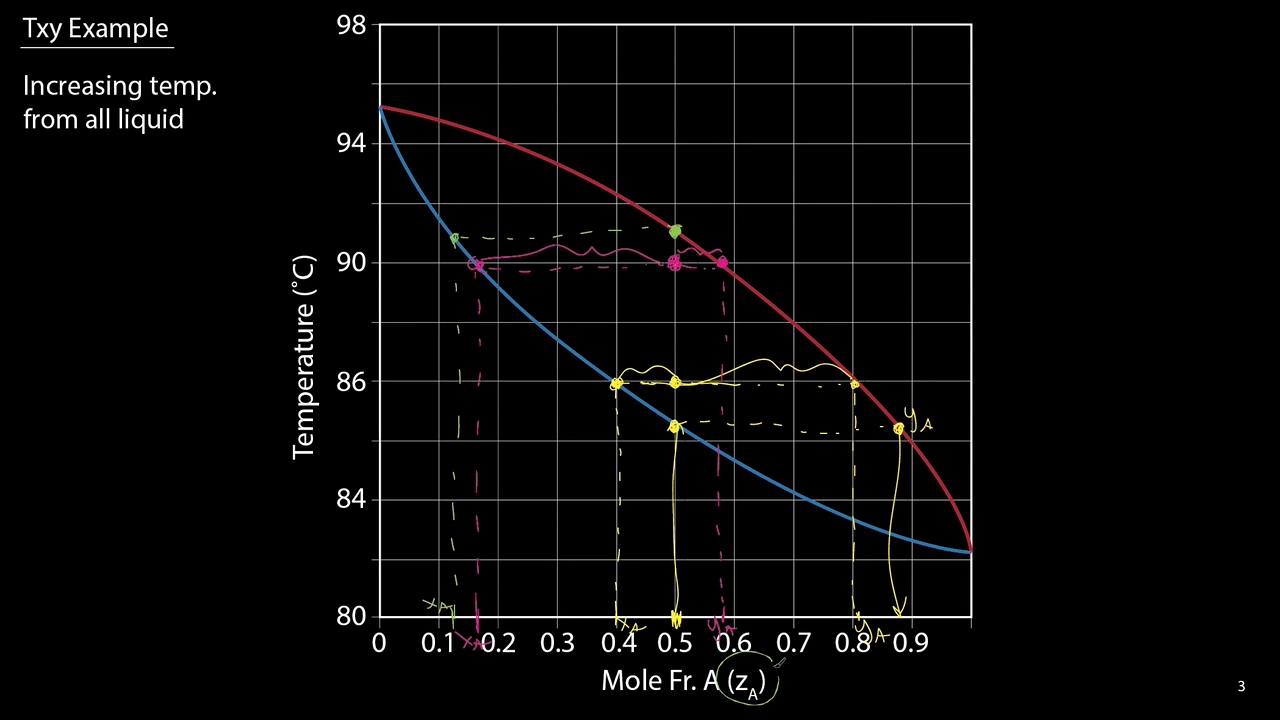 Txy Example
Increasing temp.
from all liquid
98
94
90
86
84
80
Temperature (°C)
yA
xA
xA
xA
yA
yA
0 0.1 0.2 0.3 0.4 0.5 0.6 0.7 0.8 0.9
Mole Fr. A (zA)
3